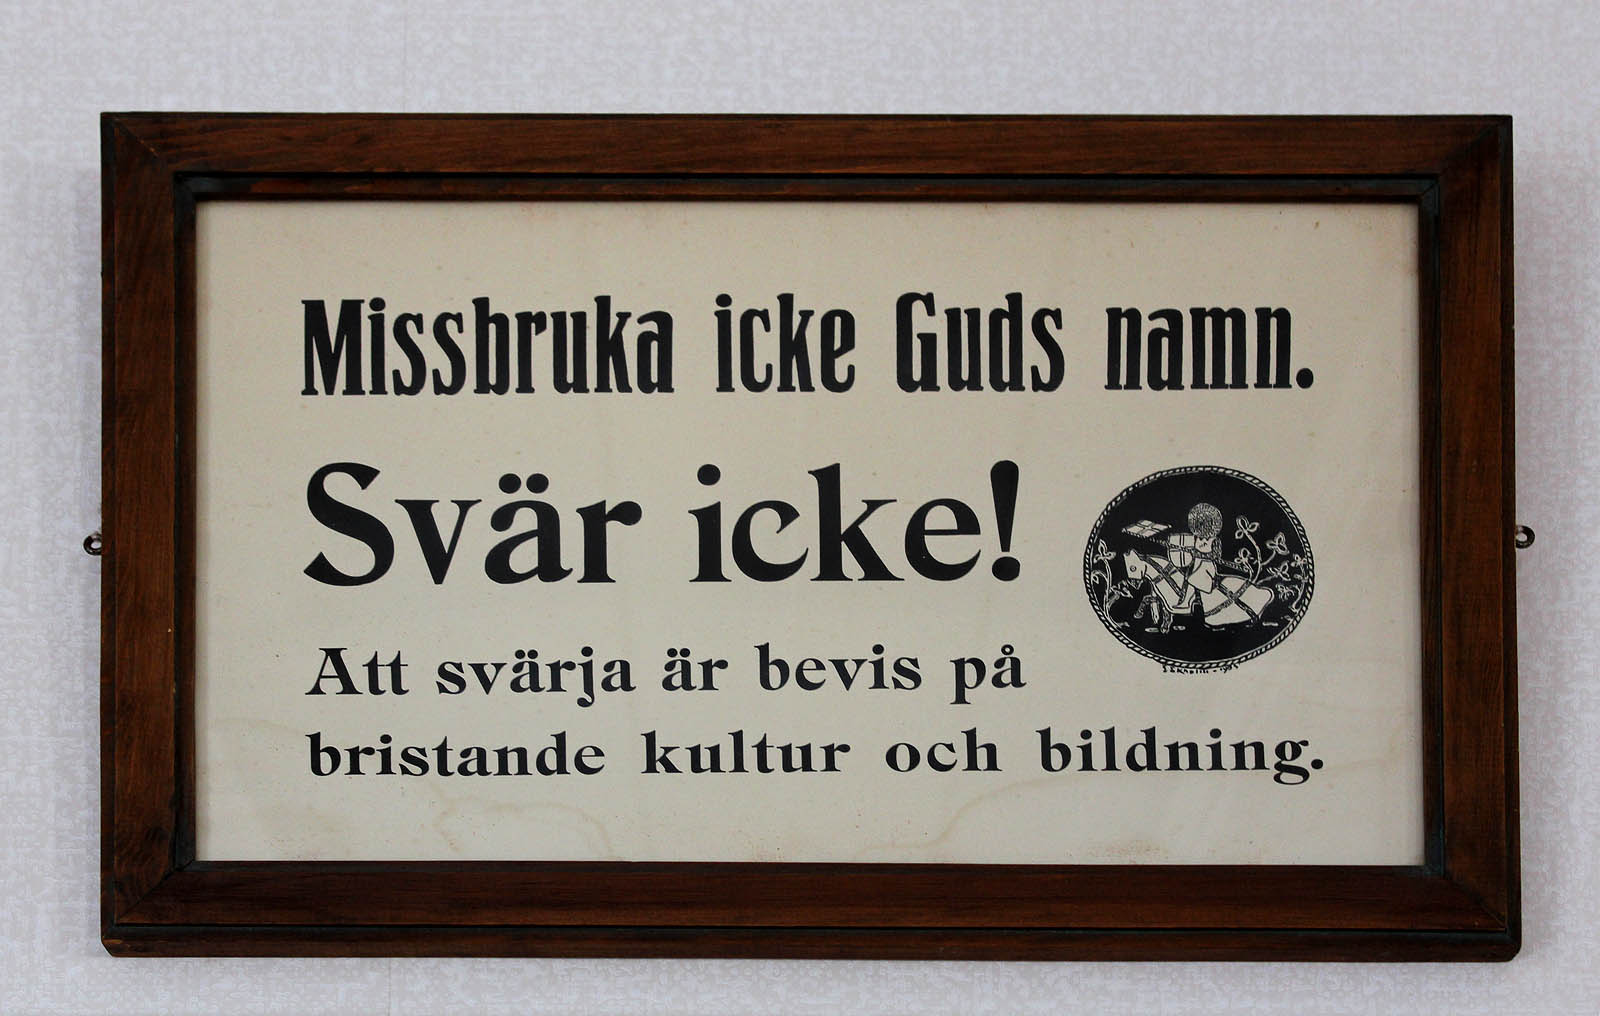 Missbruka icke Guds namn.
Svär icke!
Att svärja är bevis på
bristande kultur och bildning.